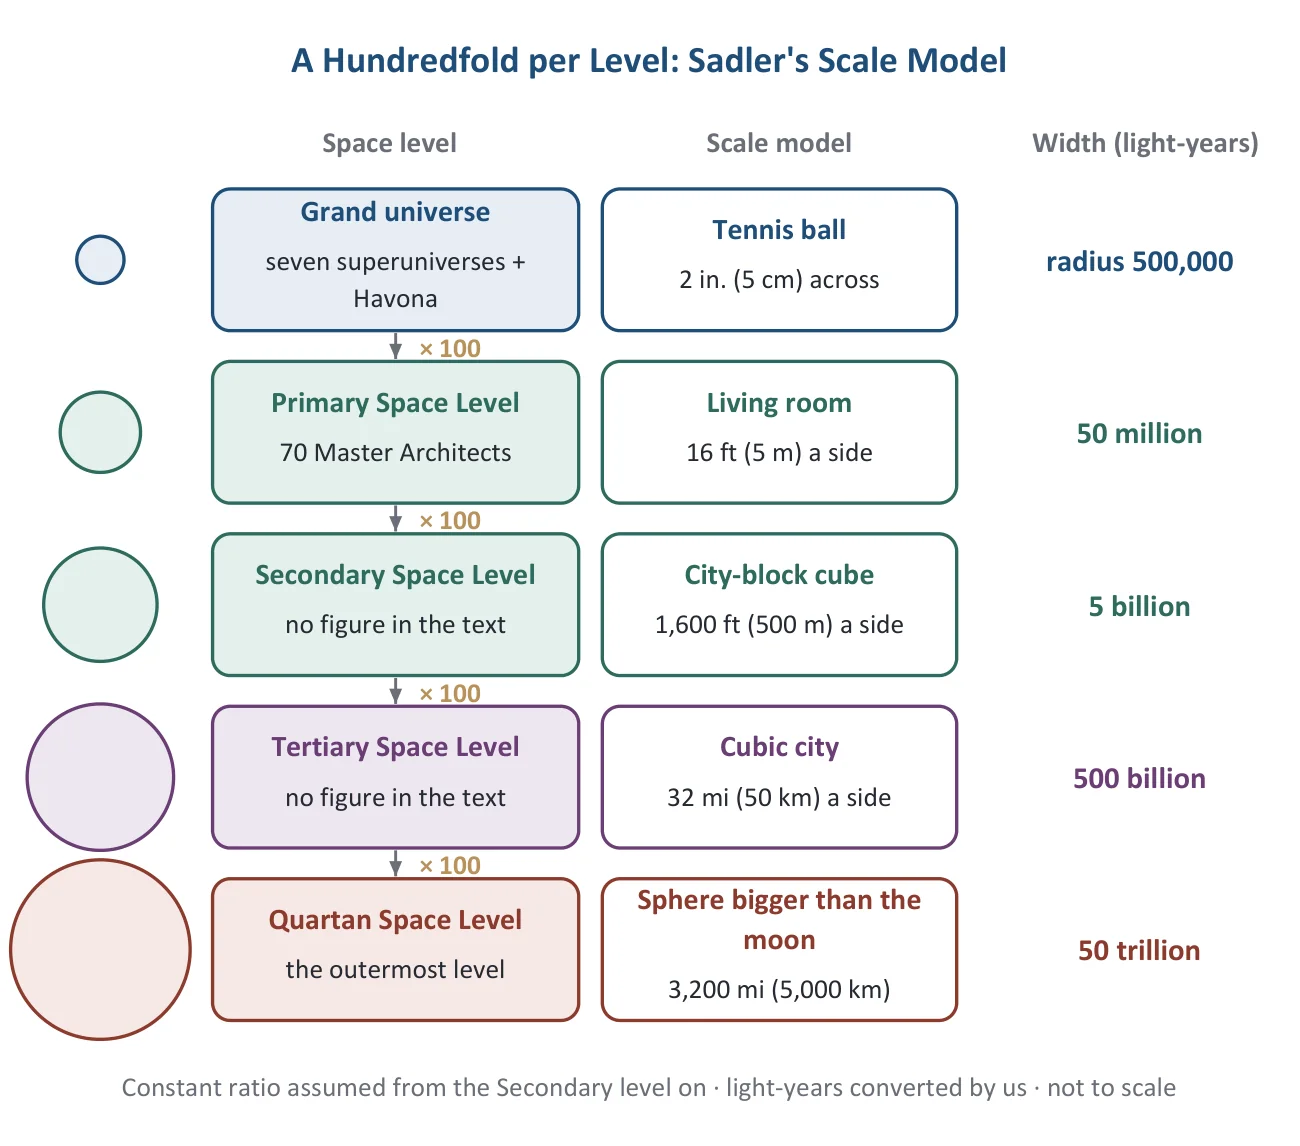 A Hundredfold per Level: Sadler's Scale Model
Space level
Scale model
Width (light-years)
Grand universe
seven superuniverses +
Havona
Tennis ball
2 in. (5 cm) across
radius 500,000
× 100
Primary Space Level
70 Master Architects
Living room
16 ft (5 m) a side
50 million
× 100
Secondary Space Level
no figure in the text
City-block cube
1,600 ft (500 m) a side
5 billion
× 100
Tertiary Space Level
no figure in the text
Cubic city
32 mi (50 km) a side
500 billion
× 100
Quartan Space Level
the outermost level
Sphere bigger than the
moon
3,200 mi (5,000 km)
50 trillion
Constant ratio assumed from the Secondary level on · light-years converted by us · not to scale